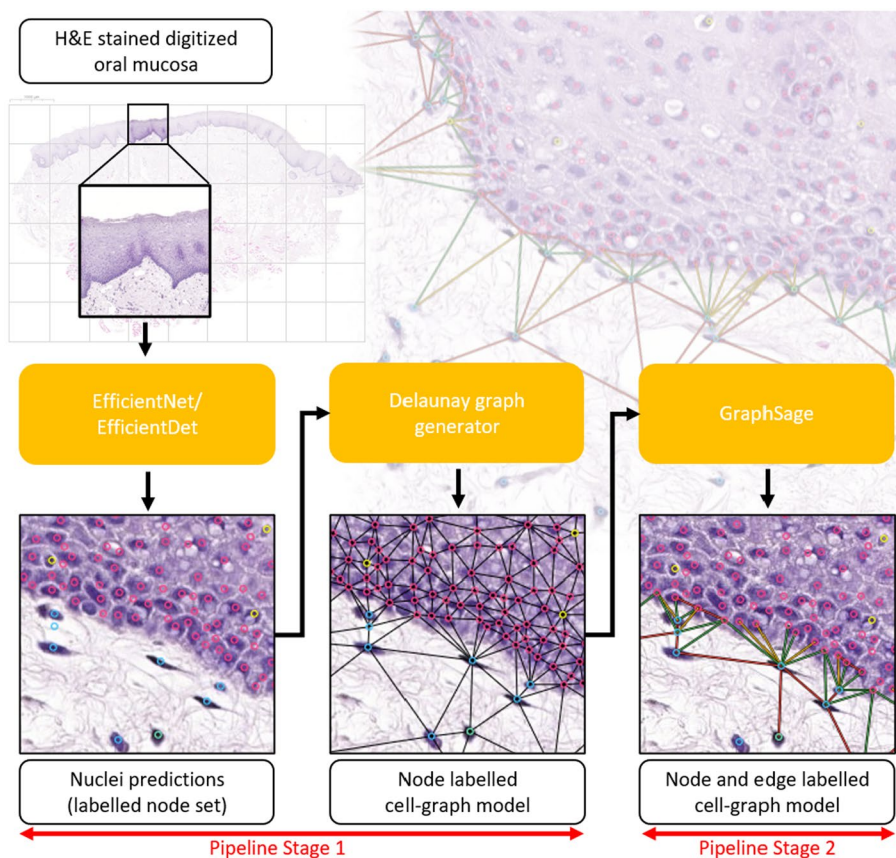 H&E stained digitized
oral mucosa
EfficientNet/
EfficientDet
Delaunay graph
generator
GraphSage
Nuclei predictions
(labelled node set)
Node labelled
cell-graph model
Node and edge labelled
cell-graph model
Pipeline Stage 1
Pipeline Stage 2